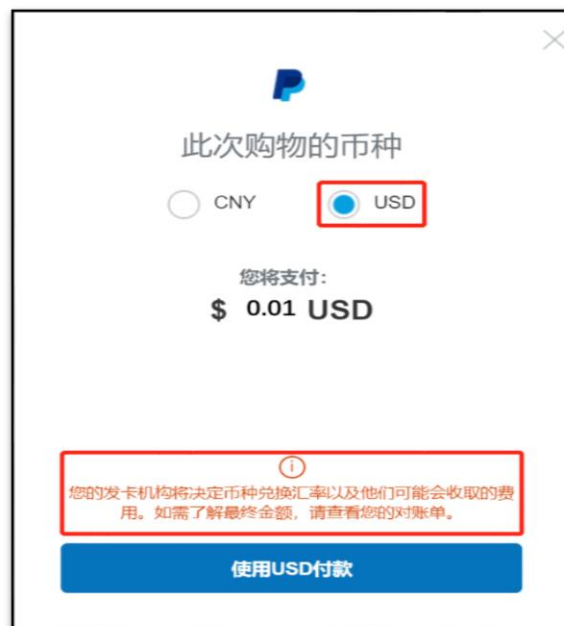 此次购物的币种
CNY USD
您将支付：
$ 0.01 USD
您的发卡机构将决定币种兑换汇率以及他们可能会收取的费
用。如需了解最终金额，请查看您的对账单。
使用USD付款